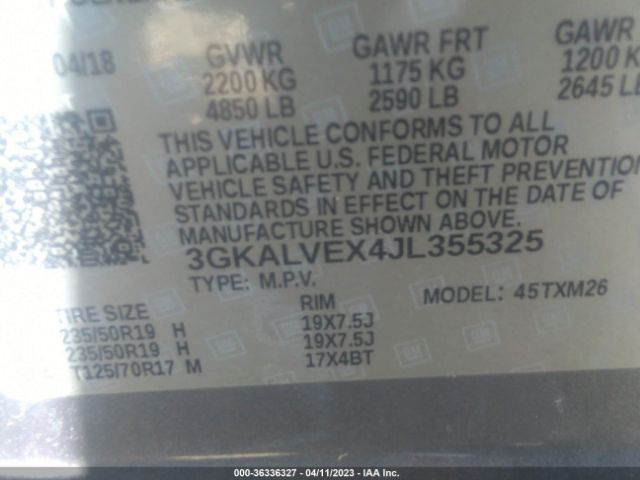 04/18 GVWR GAWR FRT GAWR
2200 KG 1175 KG 1200 K
4850 LB 2590 LB 2645 LB
THIS VEHICLE CONFORMS TO ALL
APPLICABLE U.S. FEDERAL MOTOR
VEHICLE SAFETY AND THEFT PREVENTION
STANDARDS IN EFFECT ON THE DATE OF
MANUFACTURE SHOWN ABOVE.
3GKALVEX4JL355325
TYPE: M.P.V. MODEL: 45TXM26
TIRE SIZE RIM
235/50R19 H 19X7.5J
235/50R19 H 19X7.5J
T125/70R17 M 17X4BT
000-36336327 - 04/11/2023 - IAA Inc.